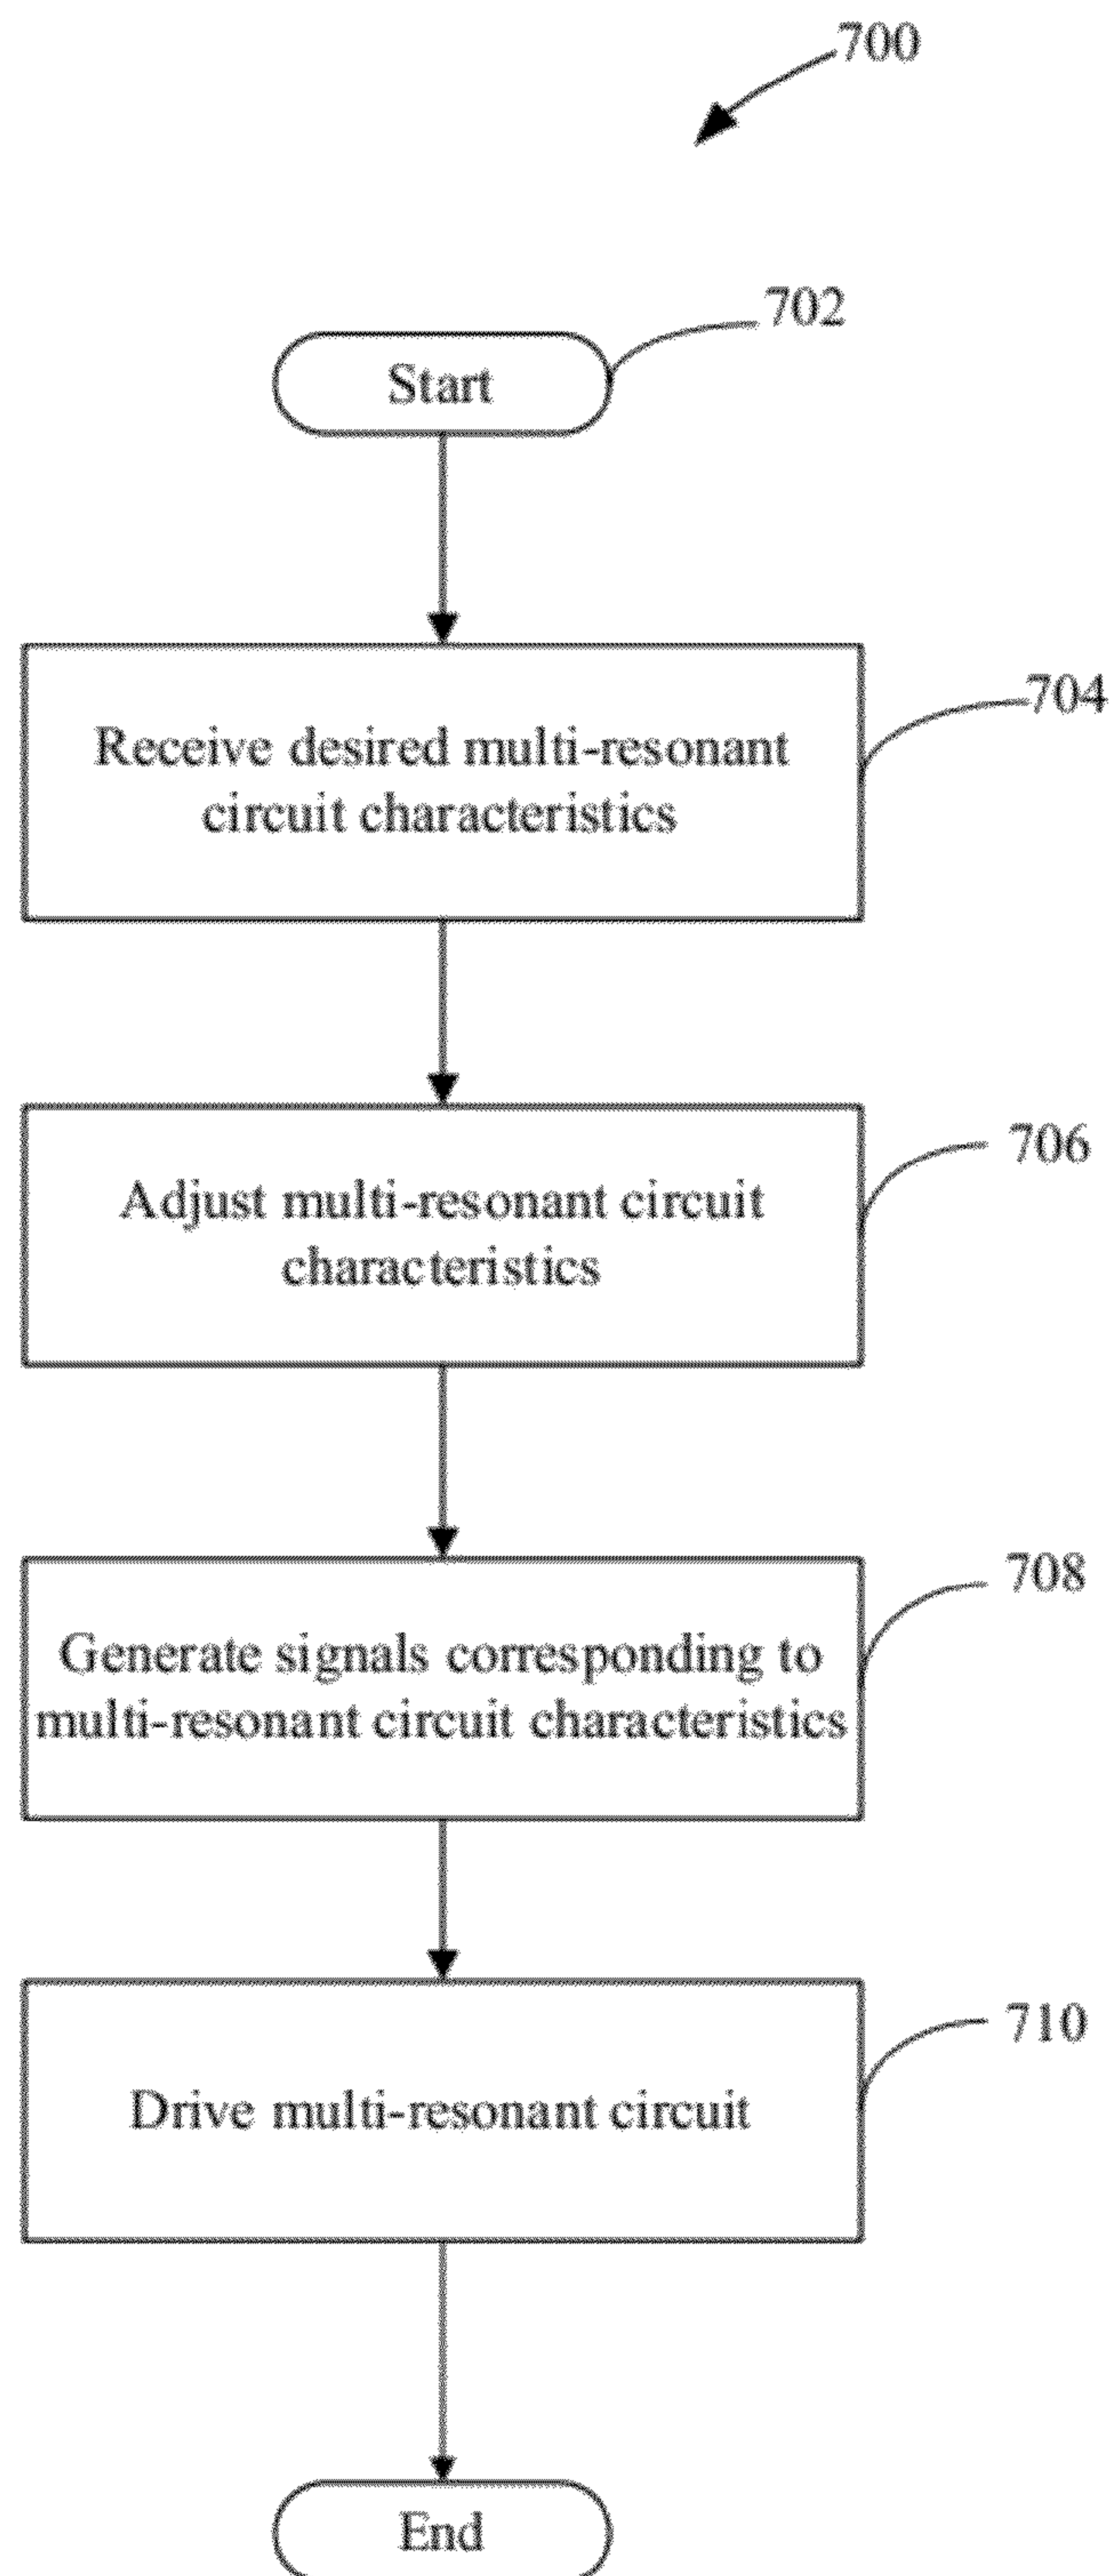 700
702
Start
704
Receive desired multi-resonant
circuit characteristics
706
Adjust multi-resonant circuit
characteristics
708
Generate signals corresponding to
multi-resonant circuit characteristics
710
Drive multi-resonant circuit
End